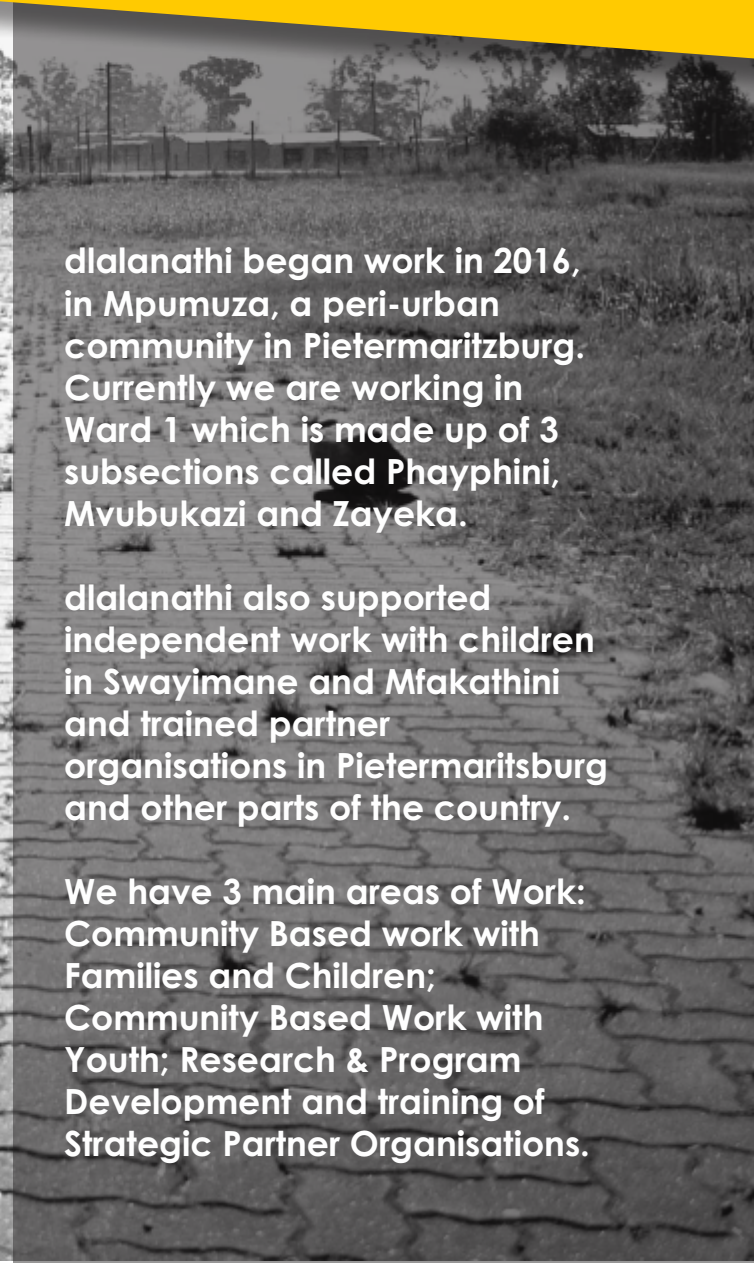 dlalanathi began work in 2016,
in Mpumuza, a peri-urban
community in Pietermaritzburg.
Currently we are working in
Ward 1 which is made up of 3
subsections called Phayphini,
Mvubukazi and Zayeka.
dlalanathi also supported
independent work with children
in Swayimane and Mfakathini
and trained partner
organisations in Pietermaritsburg
and other parts of the country.
We have 3 main areas of Work:
Community Based work with
Families and Children;
Community Based Work with
Youth; Research & Program
Development and training of
Strategic Partner Organisations.